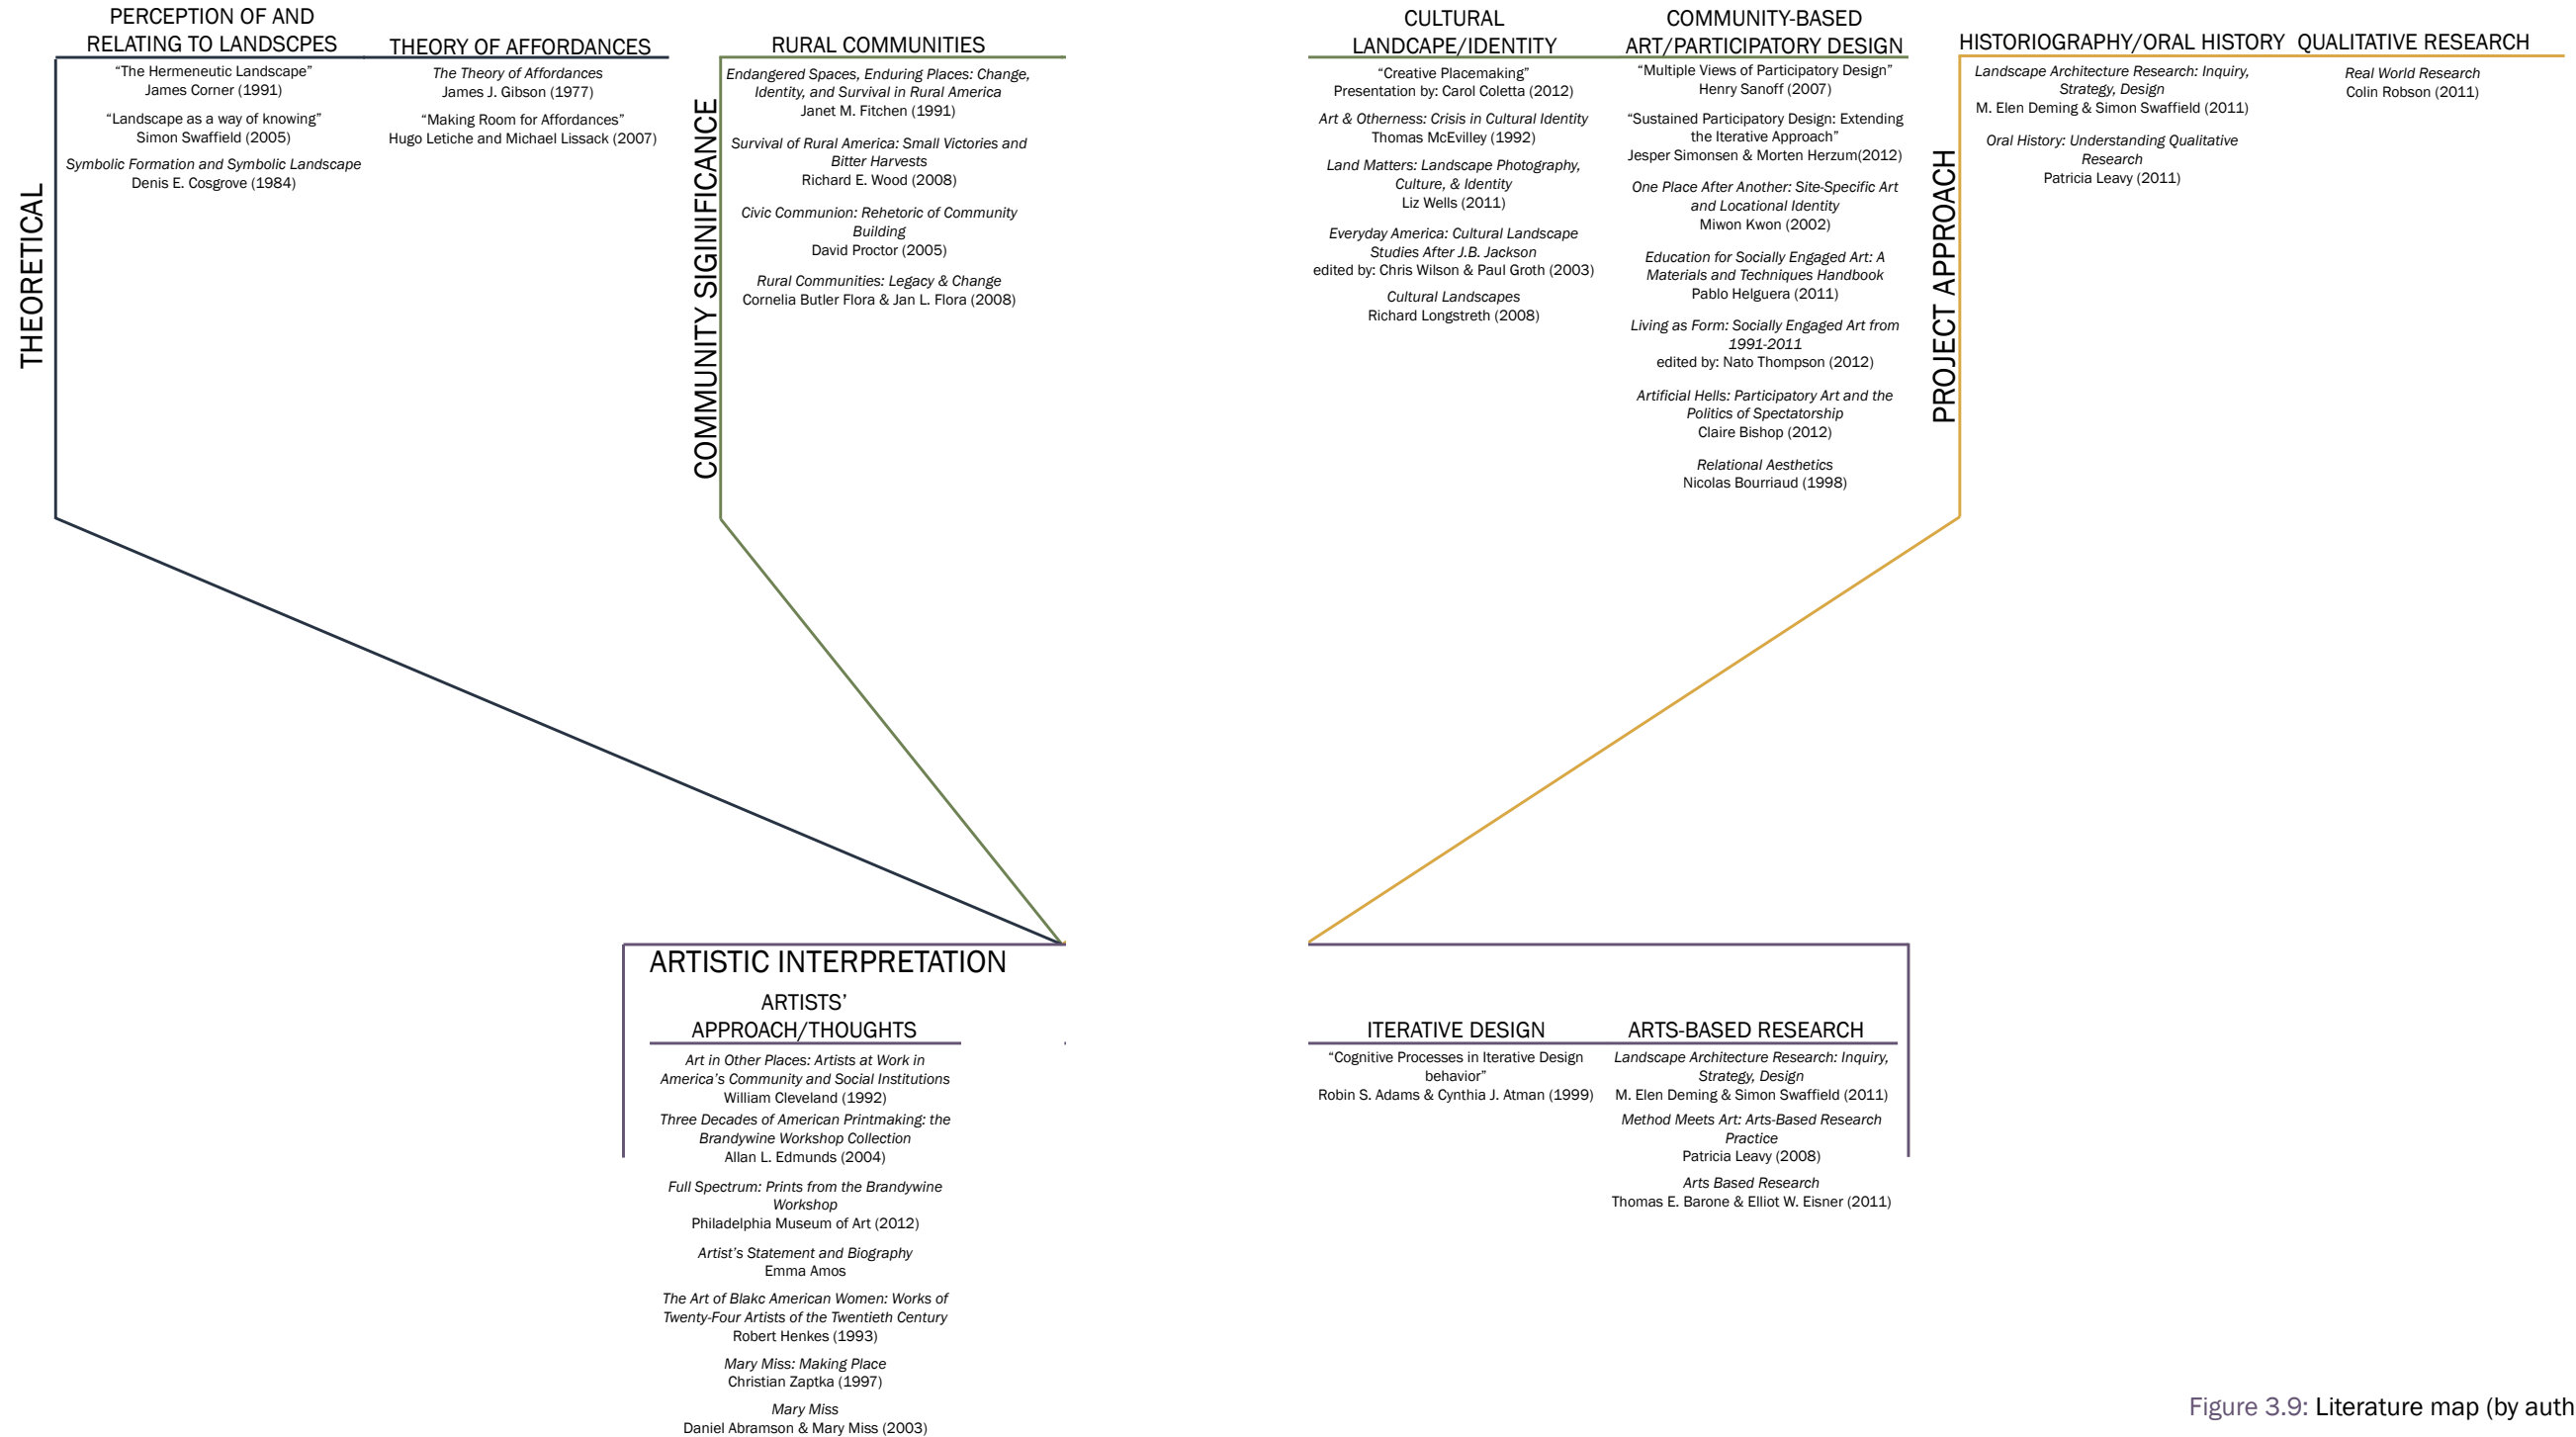 THEORETICAL
PERCEPTION OF AND
RELATING TO LANDSCPES
“The Hermeneutic Landscape”
James Corner (1991)
“Landscape as a way of knowing”
Simon Swaffield (2005)
Symbolic Formation and Symbolic Landscape
Denis E. Cosgrove (1984)
THEORY OF AFFORDANCES
The Theory of Affordances
James J. Gibson (1977)
“Making Room for Affordances”
Hugo Letiche and Michael Lissack (2007)
COMMUNITY SIGINIFICANCE
RURAL COMMUNITIES
Endangered Spaces, Enduring Places: Change,
Identity, and Survival in Rural America
Janet M. Fitchen (1991)
Survival of Rural America: Small Victories and
Bitter Harvests
Richard E. Wood (2008)
Civic Communion: Rehetoric of Community
Building
David Proctor (2005)
Rural Communities: Legacy & Change
Cornelia Butler Flora & Jan L. Flora (2008)
CULTURAL
LANDCAPE/IDENTITY
“Creative Placemaking”
Presentation by: Carol Coletta (2012)
Art & Otherness: Crisis in Cultural Identity
Thomas McEvilley (1992)
Land Matters: Landscape Photography,
Culture, & Identity
Liz Wells (2011)
Everyday America: Cultural Landscape
Studies After J.B. Jackson
edited by: Chris Wilson & Paul Groth (2003)
Cultural Landscapes
Richard Longstreth (2008)
COMMUNITY-BASED
ART/PARTICIPATORY DESIGN
“Multiple Views of Participatory Design”
Henry Sanoff (2007)
“Sustained Participatory Design: Extending
the Iterative Approach”
Jesper Simonsen & Morten Herzum(2012)
One Place After Another: Site-Specific Art
and Locational Identity
Miwon Kwon (2002)
Education for Socially Engaged Art: A
Materials and Techniques Handbook
Pablo Helguera (2011)
Living as Form: Socially Engaged Art from
1991-2011
edited by: Nato Thompson (2012)
Artificial Hells: Participatory Art and the
Politics of Spectatorship
Claire Bishop (2012)
Relational Aesthetics
Nicolas Bourriaud (1998)
PROJECT APPROACH
HISTORIOGRAPHY/ORAL HISTORY
Landscape Architecture Research: Inquiry,
Strategy, Design
M. Elen Deming & Simon Swaffield (2011)
Oral History: Understanding Qualitative
Research
Patricia Leavy (2011)
QUALITATIVE RESEARCH
Real World Research
Colin Robson (2011)
ARTISTIC INTERPRETATION
ARTISTS’
APPROACH/THOUGHTS
Art in Other Places: Artists at Work in
America’s Community and Social Institutions
William Cleveland (1992)
Three Decades of American Printmaking: the
Brandywine Workshop Collection
Allan L. Edmunds (2004)
Full Spectrum: Prints from the Brandywine
Workshop
Philadelphia Museum of Art (2012)
Artist’s Statement and Biography
Emma Amos
The Art of Blakc American Women: Works of
Twenty-Four Artists of the Twentieth Century
Robert Henkes (1993)
Mary Miss: Making Place
Christian Zaptka (1997)
Mary Miss
Daniel Abramson & Mary Miss (2003)
ITERATIVE DESIGN
“Cognitive Processes in Iterative Design
behavior”
Robin S. Adams & Cynthia J. Atman (1999)
ARTS-BASED RESEARCH
Landscape Architecture Research: Inquiry,
Strategy, Design
M. Elen Deming & Simon Swaffield (2011)
Method Meets Art: Arts-Based Research
Practice
Patricia Leavy (2008)
Arts Based Research
Thomas E. Barone & Elliot W. Eisner (2011)
Figure 3.9: Literature map (by auth